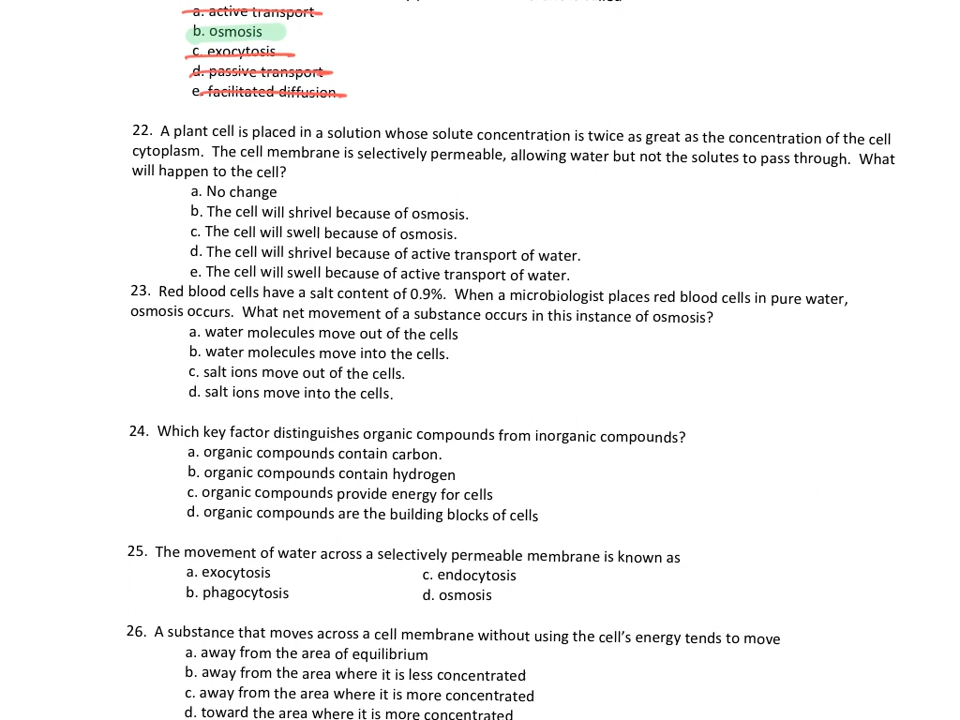 a. active transport
b. osmosis
c. exocytosis
d. passive transport
e. facilitated diffusion
22. A plant cell is placed in a solution whose solute concentration is twice as great as the concentration of the cell
cytoplasm. The cell membrane is selectively permeable, allowing water but not the solutes to pass through. What
will happen to the cell?
a. No change
b. The cell will shrivel because of osmosis.
c. The cell will swell because of osmosis.
d. The cell will shrivel because of active transport of water.
e. The cell will swell because of active transport of water.
23. Red blood cells have a salt content of 0.9%. When a microbiologist places red blood cells in pure water,
osmosis occurs. What net movement of a substance occurs in this instance of osmosis?
a. water molecules move out of the cells
b. water molecules move into the cells.
c. salt ions move out of the cells.
d. salt ions move into the cells.
24. Which key factor distinguishes organic compounds from inorganic compounds?
a. organic compounds contain carbon.
b. organic compounds contain hydrogen
c. organic compounds provide energy for cells
d. organic compounds are the building blocks of cells
25. The movement of water across a selectively permeable membrane is known as
a. exocytosis c. endocytosis
b. phagocytosis d. osmosis
26. A substance that moves across a cell membrane without using the cell's energy tends to move
a. away from the area of equilibrium
b. away from the area where it is less concentrated
c. away from the area where it is more concentrated
d. toward the area where it is more concentrated